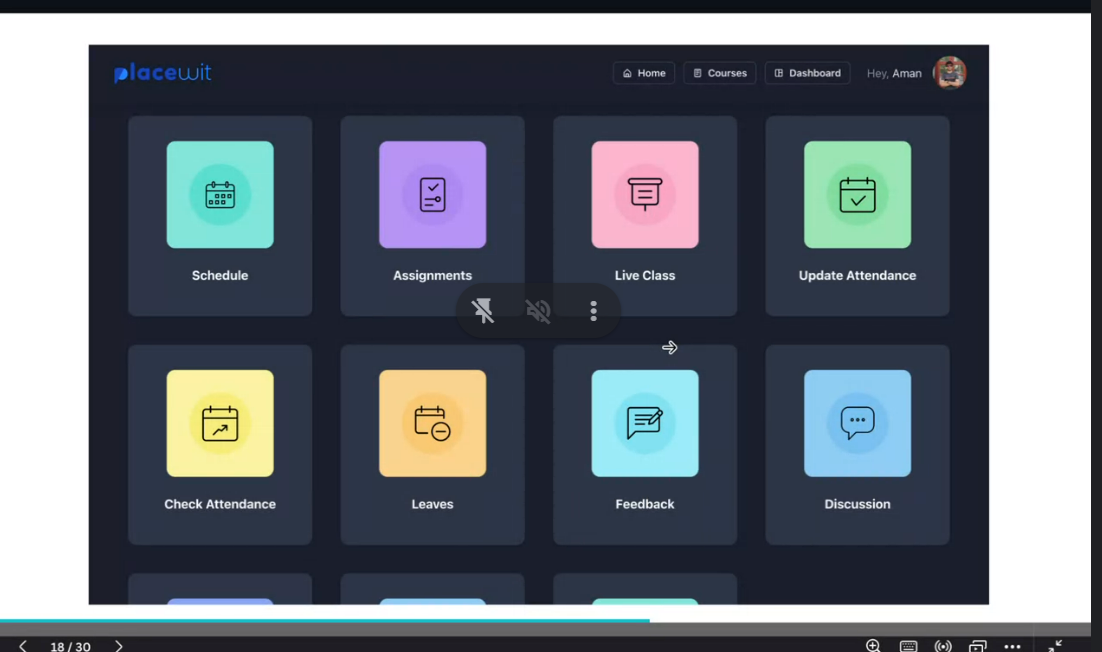 placewit
Home Courses Dashboard Hey, Aman
Schedule Assignments Live Class Update Attendance
Check Attendance Leaves Feedback Discussion
18 / 30